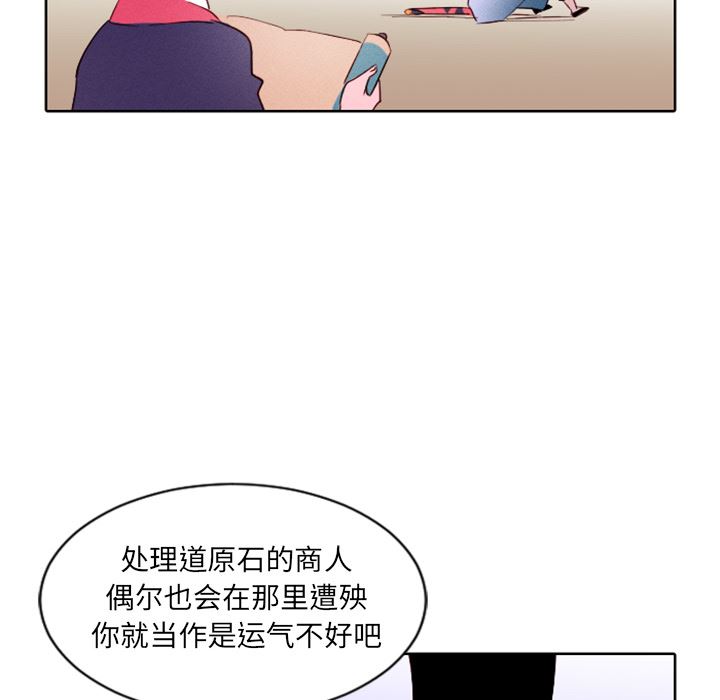 处理道原石的商人
偶尔也会在那里遭殃
你就当作是运气不好吧